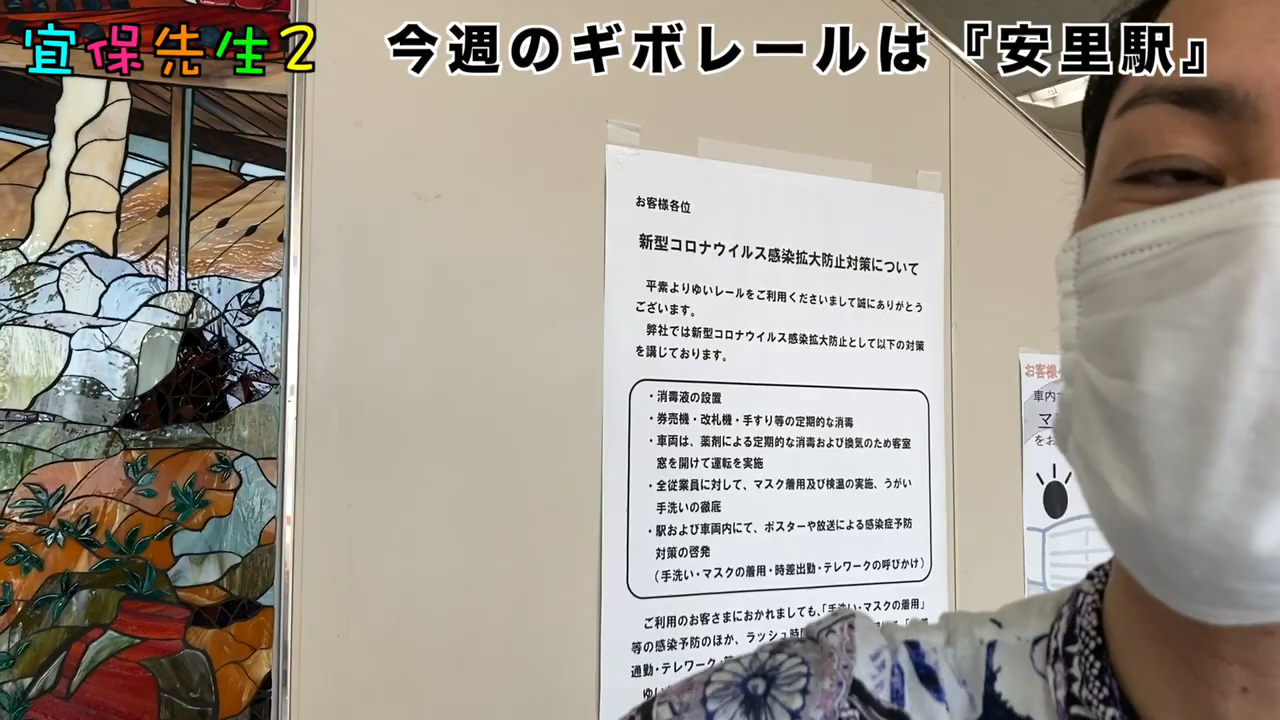 宜保先生2
今週のギボレールは『安里駅』
お客様各位
新型コロナウイルス感染拡大防止対策について
平素よりゆいレールをご利用くださいまして誠にありがとう
ございます。
弊社では新型コロナウイルス感染拡大防止として以下の対策
を講じております。
・消毒液の設置
・券売機・改札機・手すり等の定期的な消毒
・車両は、薬剤による定期的な消毒および換気のため客室
窓を開けて運転を実施
・全従業員に対して、マスク着用及び検温の実施、うがい
手洗いの徹底
・駅および車両内にて、ポスターや放送による感染症予防
対策の啓発
（手洗い・マスクの着用・時差出勤・テレワークの呼びかけ）
ご利用のお客さまにおかれましても、「手洗い・マスクの着用」
等の感染予防のほか、ラッシュ時
通勤・テレワーク
ゆい
お客様
車内
マ
をお